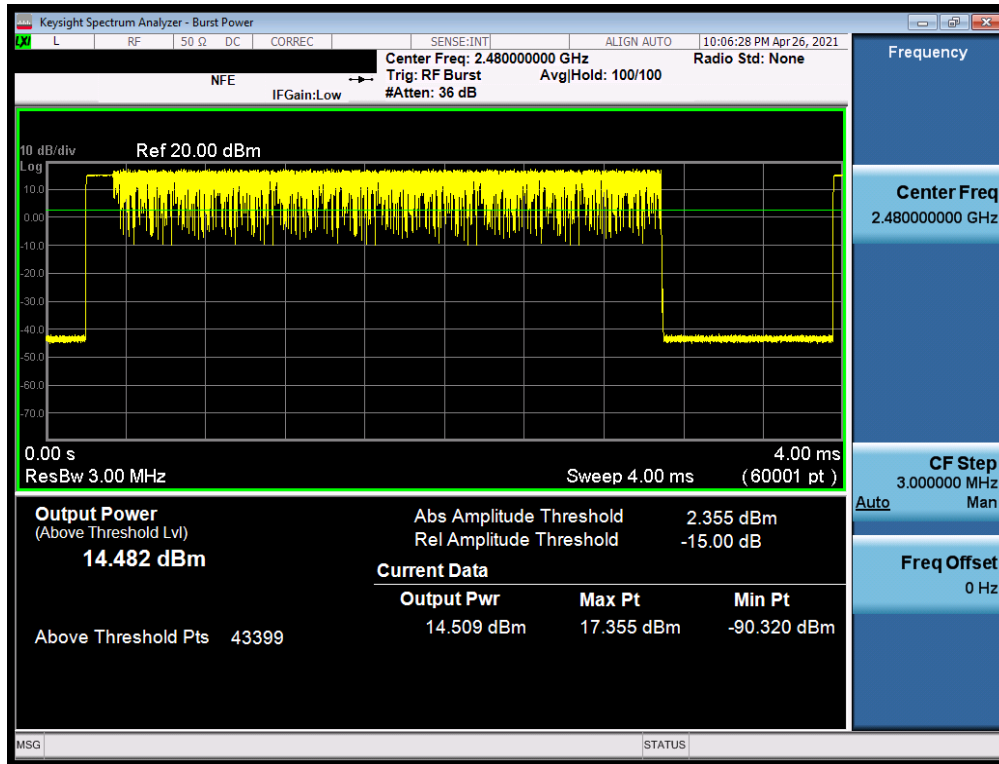 Keysight Spectrum Analyzer - Burst Power
LXI L RF 50 Ω DC CORREC SENSE:INT ALIGN AUTO 10:06:28 PM Apr 26, 2021
Center Freq: 2.480000000 GHz Radio Std: None
NFE Trig: RF Burst Avg|Hold: 100/100
IFGain:Low #Atten: 36 dB
10 dB/div Ref 20.00 dBm
Log
10.0
0.00
-10.0
-20.0
-30.0
-40.0
-50.0
-60.0
-70.0
0.00 s 4.00 ms
ResBw 3.00 MHz Sweep 4.00 ms (60001 pt )
Output Power
(Above Threshold Lvl)
14.482 dBm
Above Threshold Pts 43399
Abs Amplitude Threshold 2.355 dBm
Rel Amplitude Threshold -15.00 dB
Current Data
Output Pwr Max Pt Min Pt
14.509 dBm 17.355 dBm -90.320 dBm
MSG STATUS
Frequency
Center Freq
2.480000000 GHz
CF Step
3.000000 MHz
Auto Man
Freq Offset
0 Hz